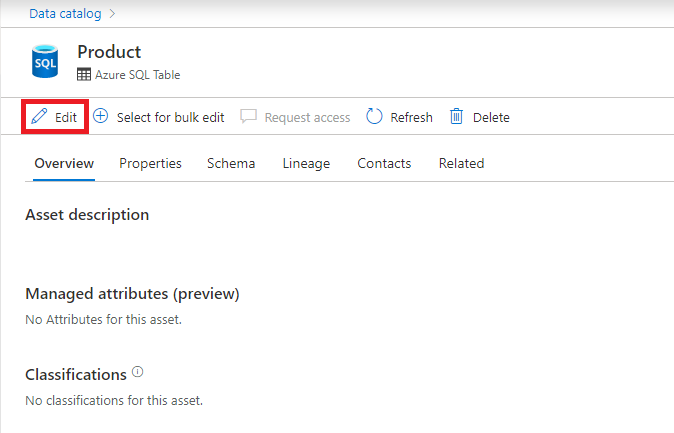 Data catalog >
SQL
Product
Azure SQL Table
Edit Select for bulk edit Request access Refresh Delete
Overview Properties Schema Lineage Contacts Related
Asset description
Managed attributes (preview)
No Attributes for this asset.
Classifications
No classifications for this asset.